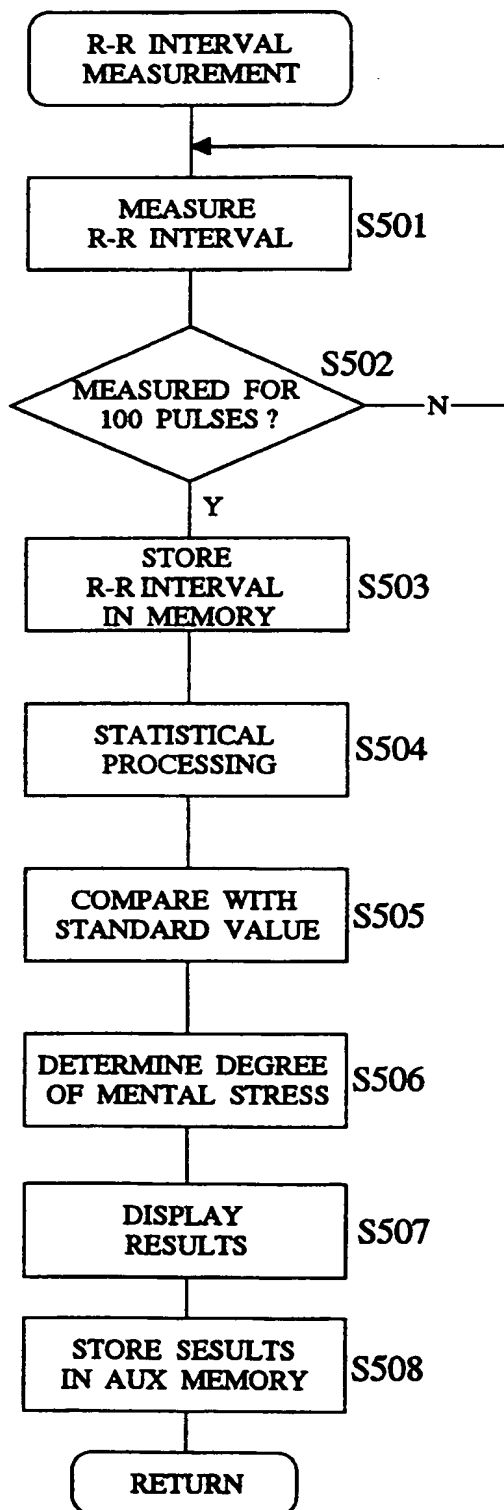 R-R INTERVAL
MEASUREMENT
MEASURE
R-R INTERVAL
S501
S502
MEASURED FOR
100 PULSES ?
N
Y
STORE
R-R INTERVAL
IN MEMORY
S503
STATISTICAL
PROCESSING
S504
COMPARE WITH
STANDARD VALUE
S505
DETERMINE DEGREE
OF MENTAL STRESS
S506
DISPLAY
RESULTS
S507
STORE SESULTS
IN AUX MEMORY
S508
RETURN